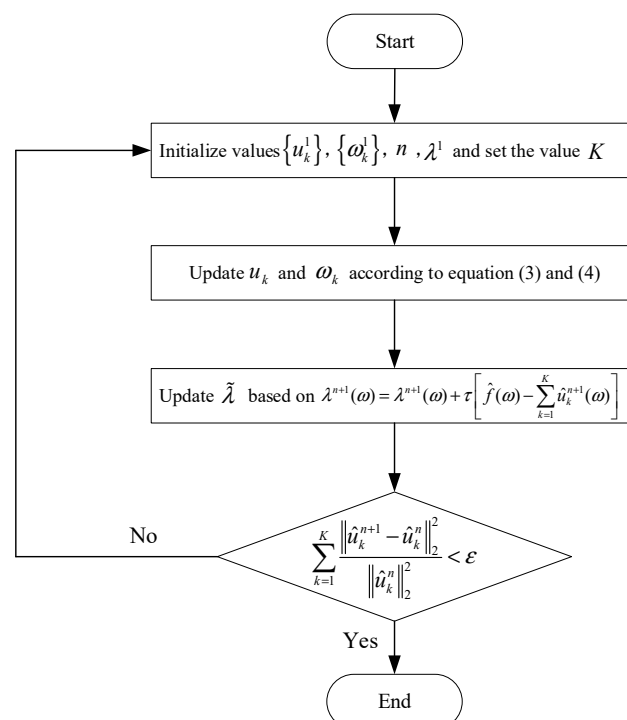 Start
Initialize values {u_k^1}, {ω_k^1}, n , λ^1 and set the value K
Update u_k and ω_k according to equation (3) and (4)
Update λ̃ based on λ^{n+1}(ω) = λ^{n+1}(ω) + τ[f̂(ω) − ∑_{k=1}^{K} û_k^{n+1}(ω)]
No
∑_{k=1}^{K} ‖û_k^{n+1} − û_k^n‖_2^2 / ‖û_k^n‖_2^2 < ε
Yes
End